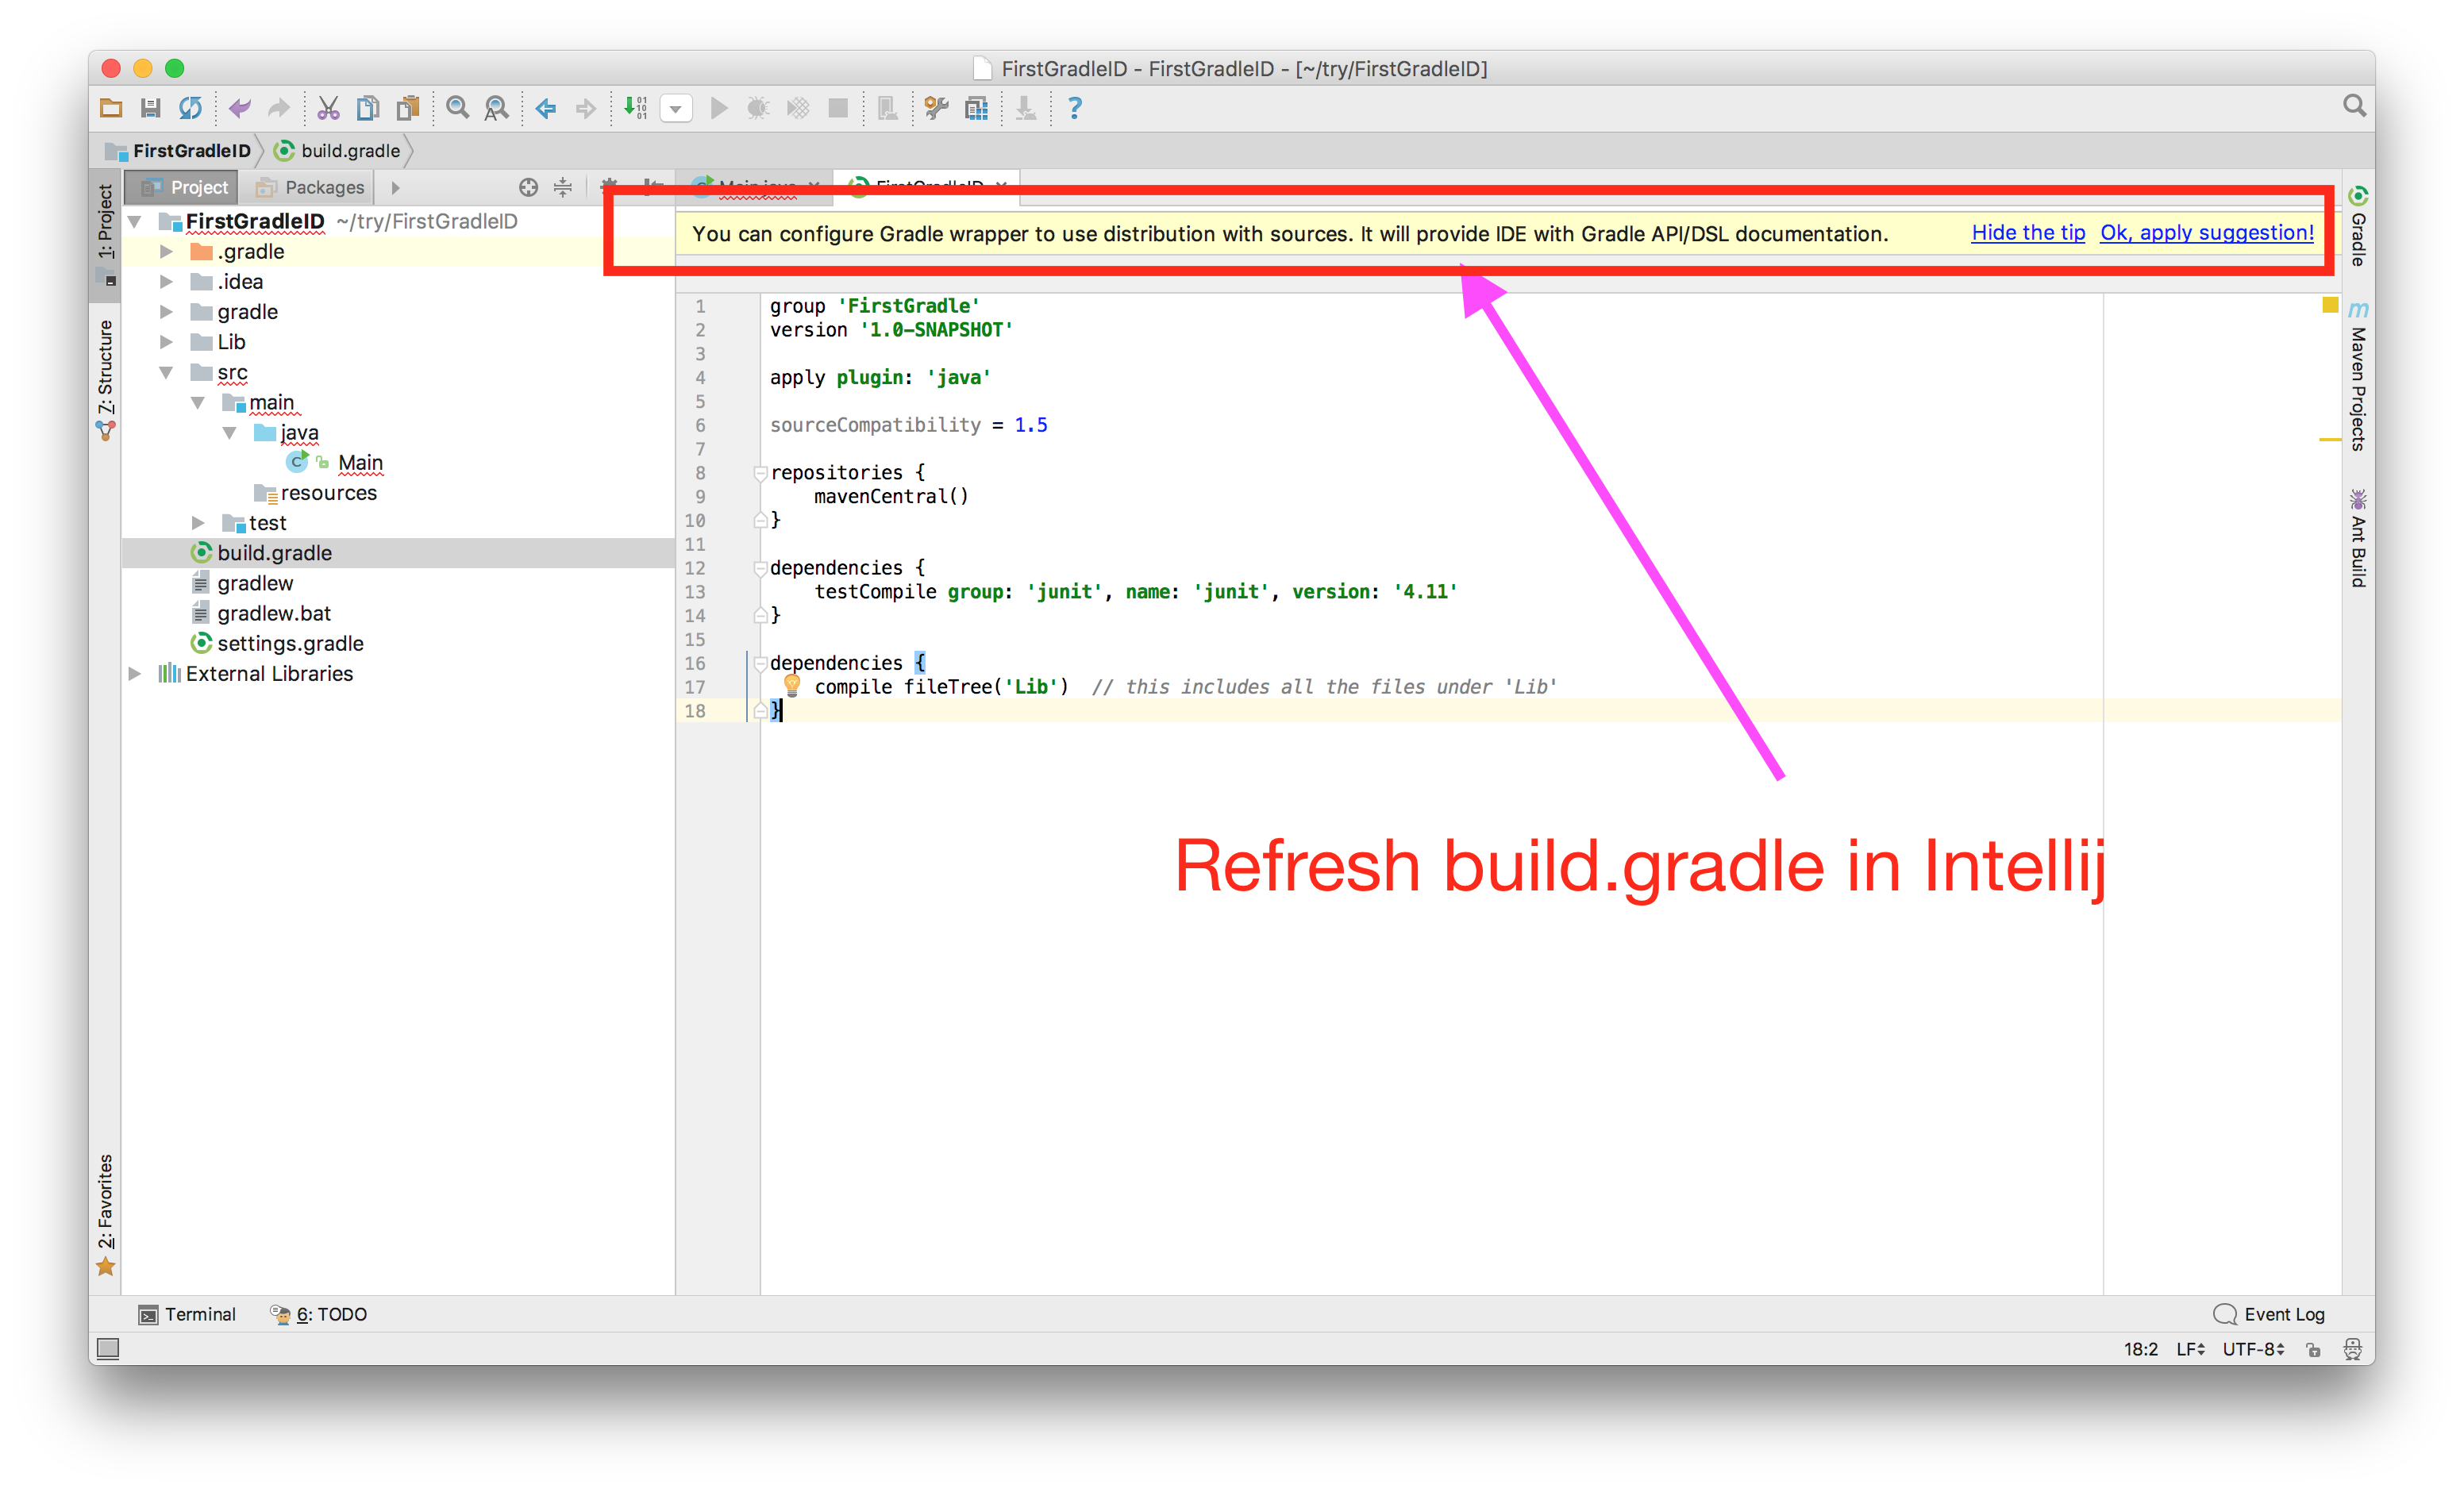 FirstGradleID - FirstGradleID - [~/try/FirstGradleID]
FirstGradleID
build.gradle
Project
Packages
Main.java
FirstGradleID
1: Project
7: Structure
2: Favorites
FirstGradleID ~/try/FirstGradleID
.gradle
.idea
gradle
Lib
src
main
java
Main
resources
test
build.gradle
gradlew
gradlew.bat
settings.gradle
External Libraries
You can configure Gradle wrapper to use distribution with sources. It will provide IDE with Gradle API/DSL documentation. Hide the tip Ok, apply suggestion!
1 group 'FirstGradle'
2 version '1.0-SNAPSHOT'
3
4 apply plugin: 'java'
5
6 sourceCompatibility = 1.5
7
8 repositories {
9 mavenCentral()
10 }
11
12 dependencies {
13 testCompile group: 'junit', name: 'junit', version: '4.11'
14 }
15
16 dependencies {
17 compile fileTree('Lib') // this includes all the files under 'Lib'
18 }
Refresh build.gradle in Intellij
Gradle
Maven Projects
Ant Build
Terminal
6: TODO
Event Log
18:2 LF UTF-8